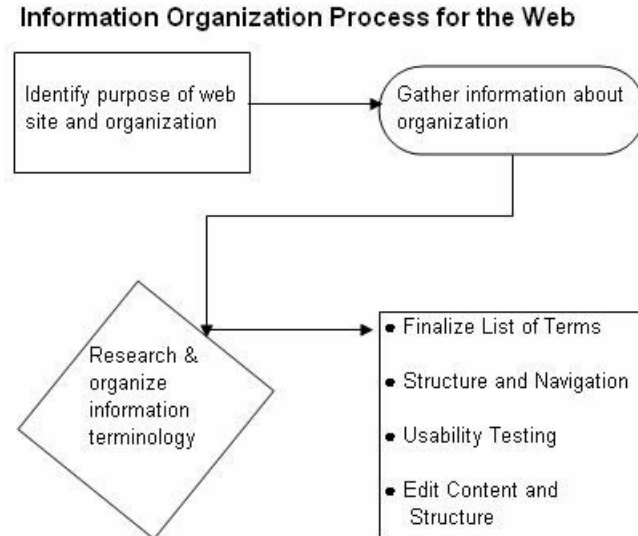 Information Organization Process for the Web
Identify purpose of web
site and organization
Gather information about
organization
Research &
organize
information
terminology
• Finalize List of Terms
• Structure and Navigation
• Usability Testing
• Edit Content and
Structure